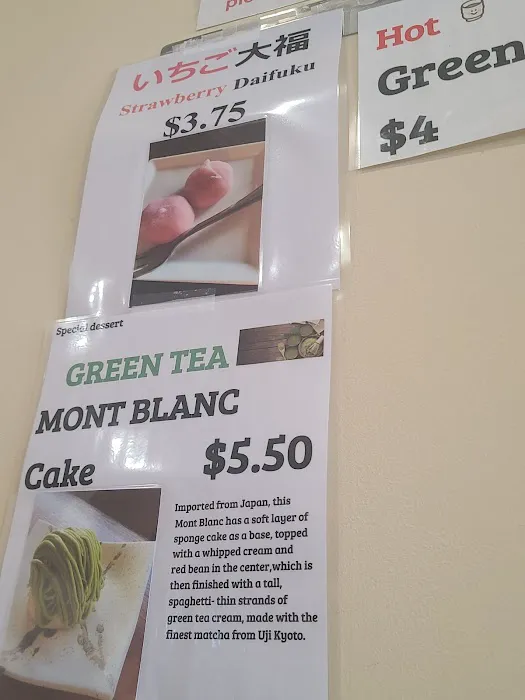 いちご大福
Strawberry Daifuku
$3.75
Hot
Green
$4
Special dessert
GREEN TEA
MONT BLANC
Cake
$5.50
Imported from Japan, this
Mont Blanc has a soft layer of
sponge cake as a base, topped
with a whipped cream and
red bean in the center,which is
then finished with a tall,
spaghetti- thin strands of
green tea cream, made with the
finest matcha from Uji Kyoto.